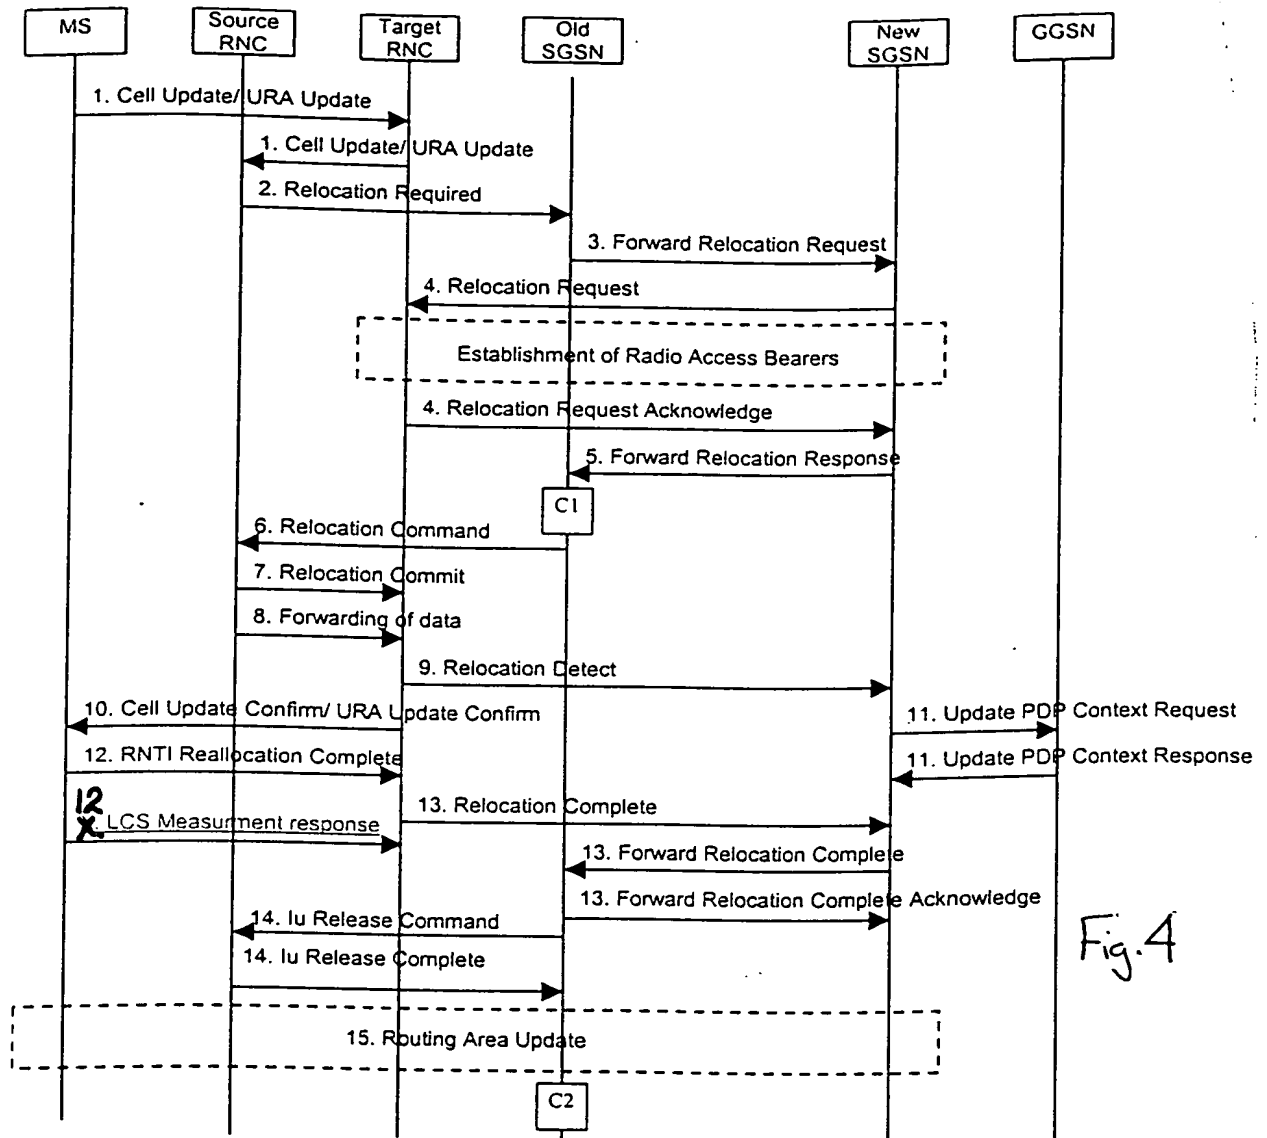 MS
Source
RNC
Target
RNC
Old
SGSN
New
SGSN
GGSN
1. Cell Update/ URA Update
1. Cell Update/ URA Update
2. Relocation Required
3. Forward Relocation Request
4. Relocation Request
Establishment of Radio Access Bearers
4. Relocation Request Acknowledge
5. Forward Relocation Response
C1
6. Relocation Command
7. Relocation Commit
8. Forwarding of data
9. Relocation Detect
10. Cell Update Confirm/ URA Update Confirm
11. Update PDP Context Request
12. RNTI Reallocation Complete
11. Update PDP Context Response
12
X. LCS Measurment response
13. Relocation Complete
13. Forward Relocation Complete
13. Forward Relocation Complete Acknowledge
14. Iu Release Command
14. Iu Release Complete
Fig.4
15. Routing Area Update
C2